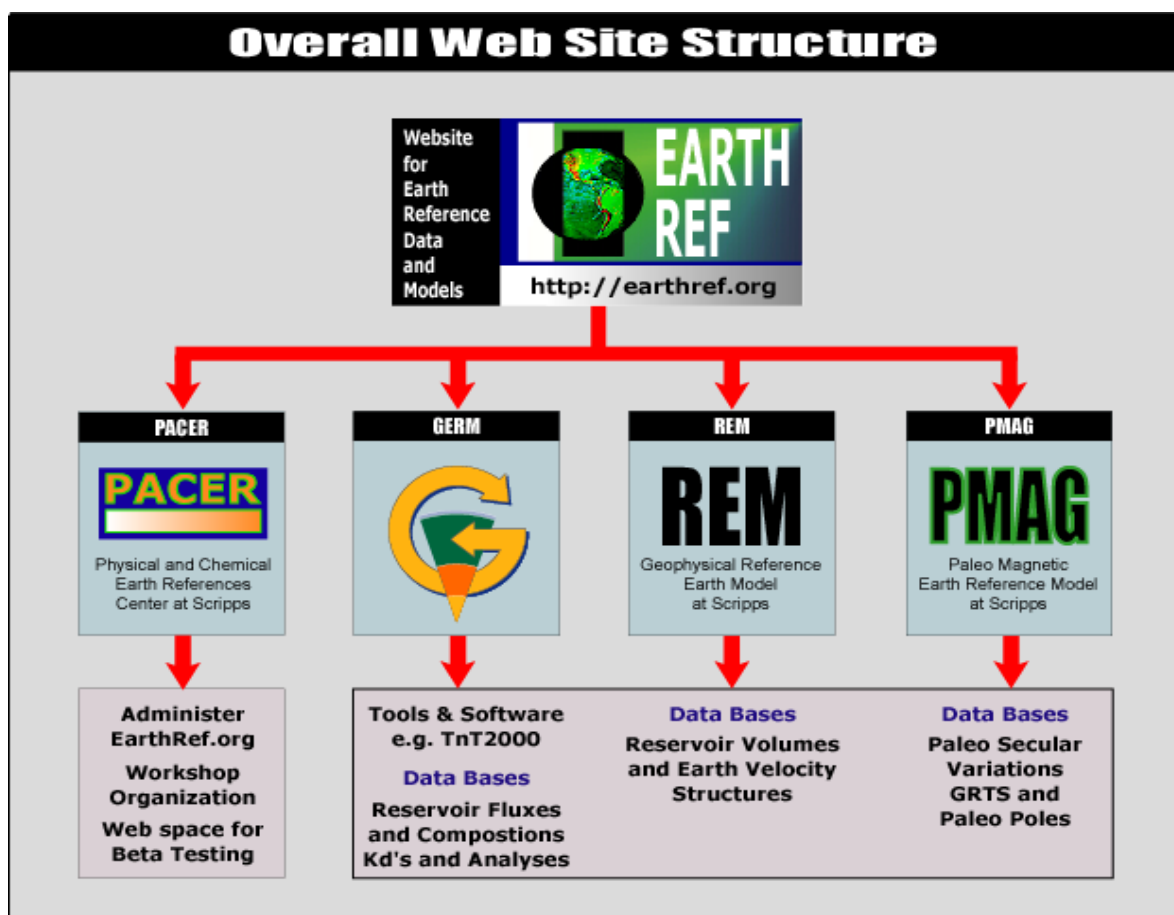 Overall Web Site Structure
Website
for
Earth
Reference
Data
and
Models
EARTH
REF
http://earthref.org
PACER
PACER
Physical and Chemical
Earth References
Center at Scripps
GERM
REM
REM
Geophysical Reference
Earth Model
at Scripps
PMAG
PMAG
Paleo Magnetic
Earth Reference Model
at Scripps
Administer
EarthRef.org
Workshop
Organization
Web space for
Beta Testing
Tools & Software
e.g. TnT2000
Data Bases
Reservoir Fluxes
and Compostions
Kd's and Analyses
Data Bases
Reservoir Volumes
and Earth Velocity
Structures
Data Bases
Paleo Secular
Variations
GRTS and
Paleo Poles